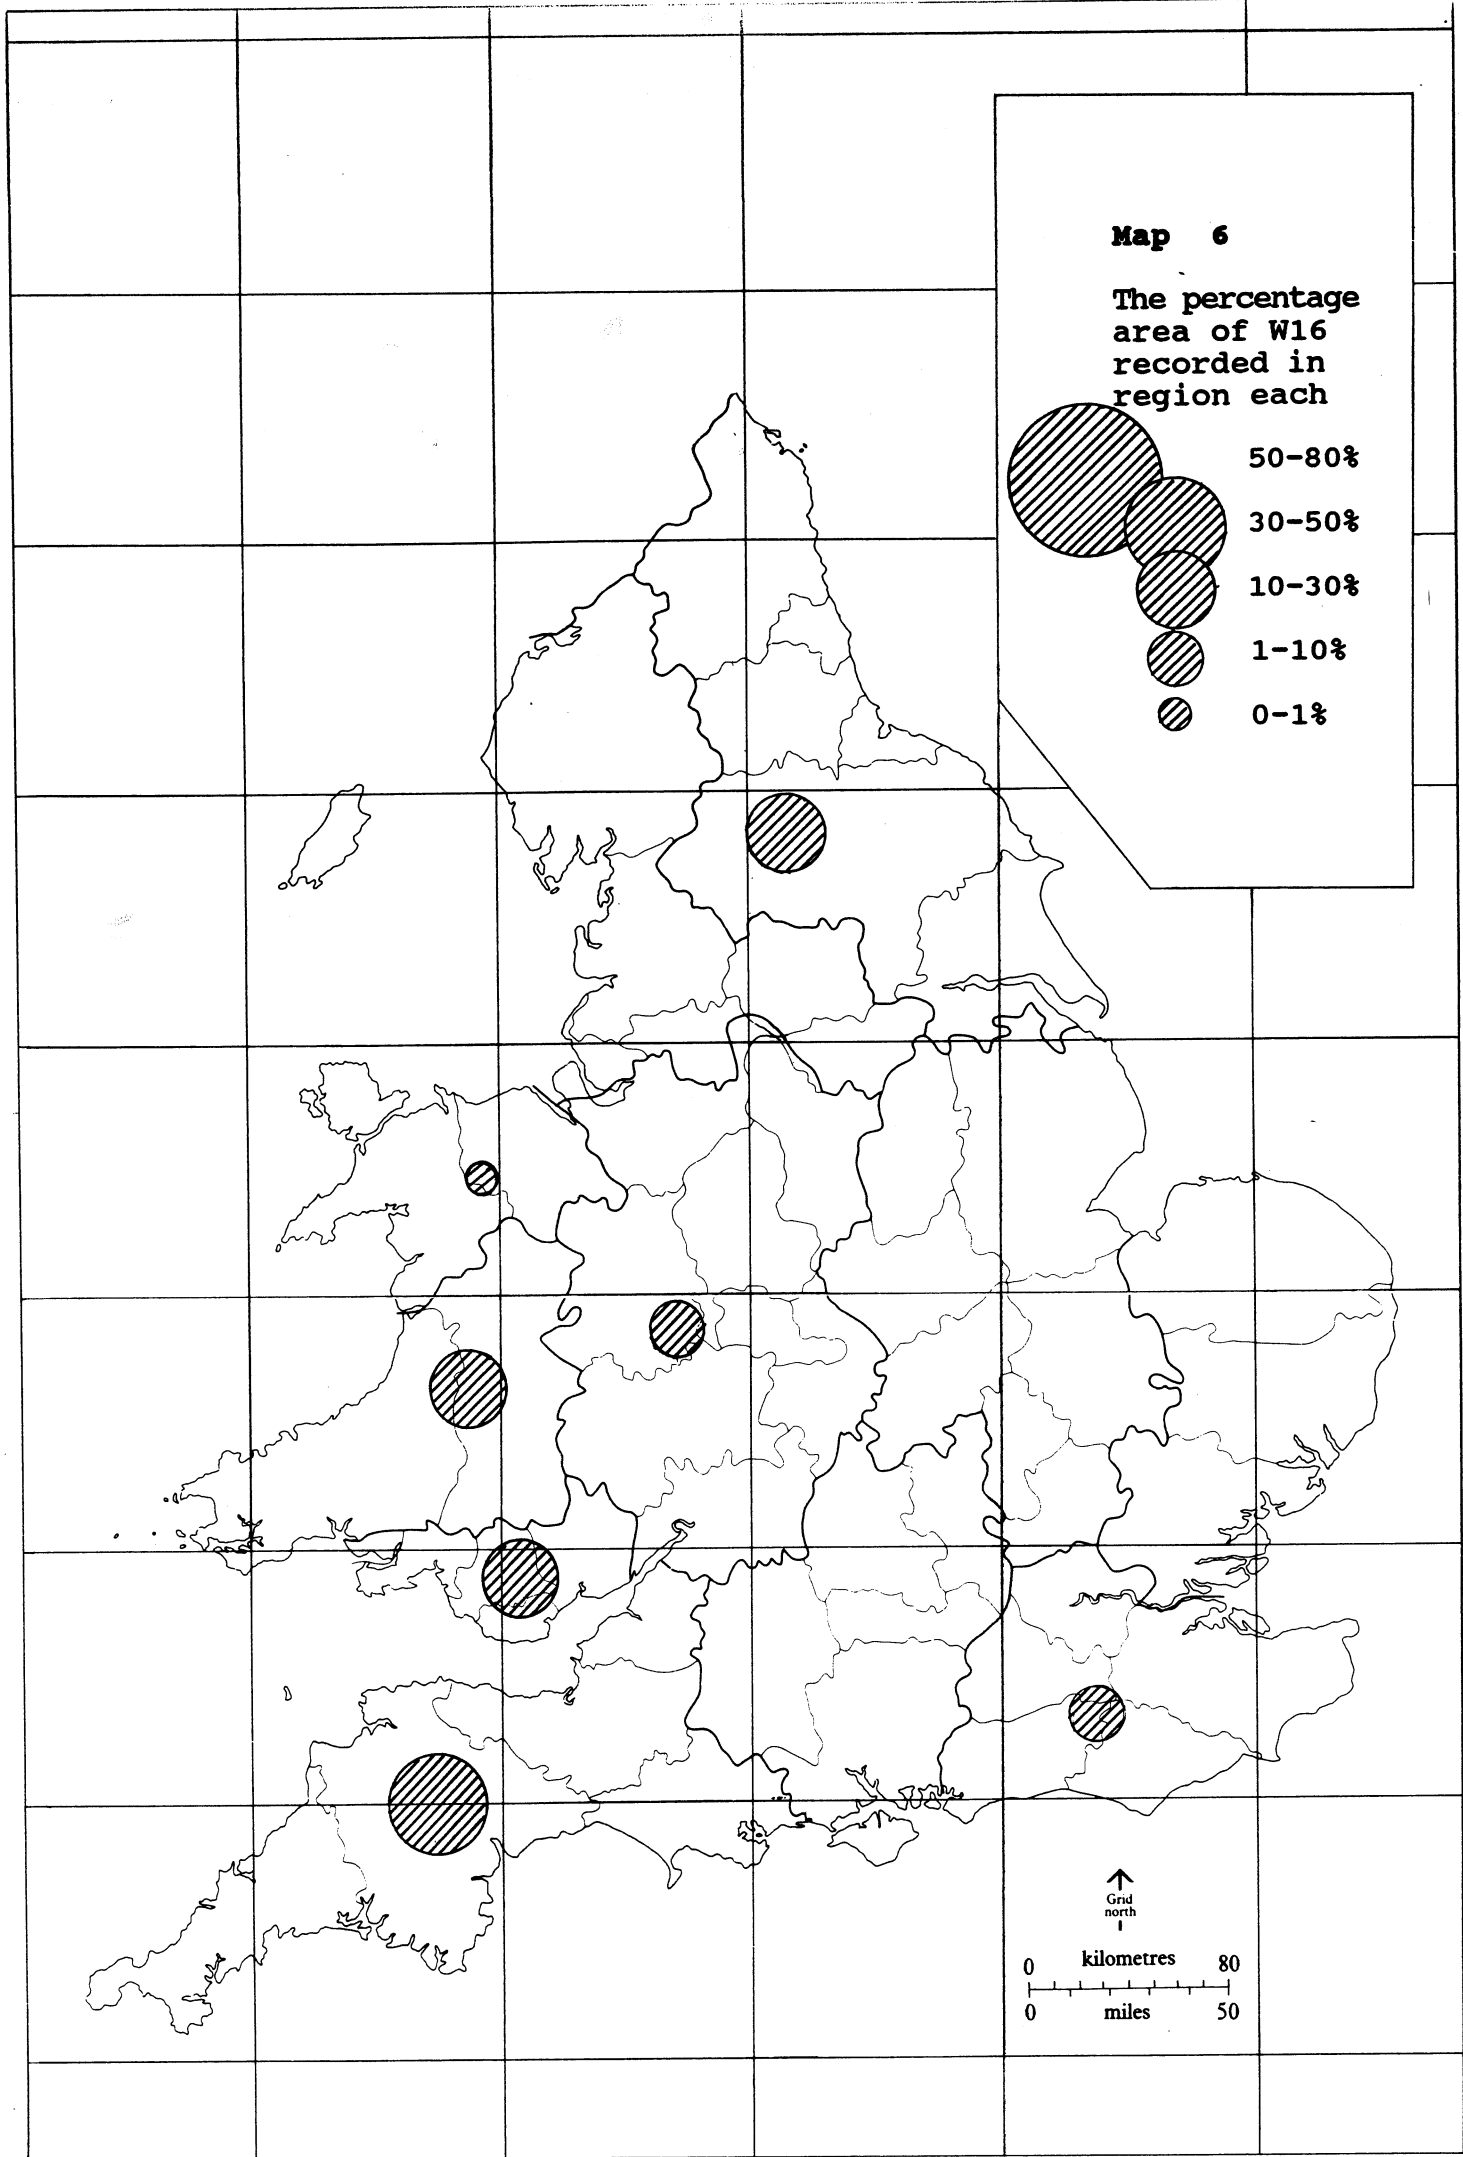 Map 6
The percentage
area of W16
recorded in
region each
50-80%
30-50%
10-30%
1-10%
0-1%
Grid
north
0 kilometres 80
0 miles 50